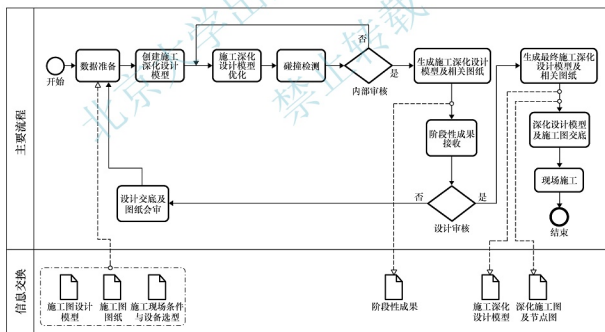 主要流程
开始
数据准备
创建施工
深化设计
模型
施工深化
设计模型
优化
碰撞检测
否
内部审核
是
生成施工深化设计
模型及相关图纸
生成最终施工深化
设计模型及
相关图纸
阶段性成果
接收
深化设计模型
及施工图交底
现场施工
结束
设计交底及
图纸会审
否
是
设计审核
信息交换
施工图设计
模型
施工图
图纸
施工现场条件
与设备选型
阶段性成果
施工深化
设计模型
深化施工图
及节点图
禁止转载